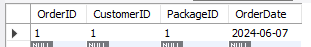 OrderID CustomerID PackageID OrderDate
1 1 1 2024-06-07
NULL NULL NULL NULL